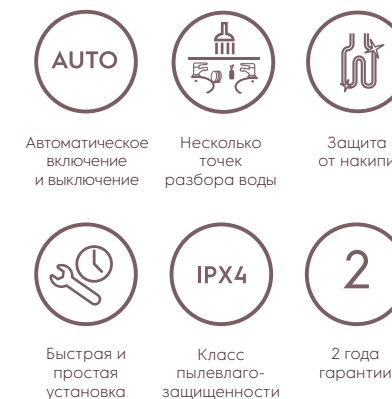 AUTO
Автоматическое
включение
и выключение
Несколько
точек
разбора воды
Защита
от накипи
Быстрая и
простая
установка
IPX4
Класс
пылевлаго-
защищенности
2
2 года
гарантии